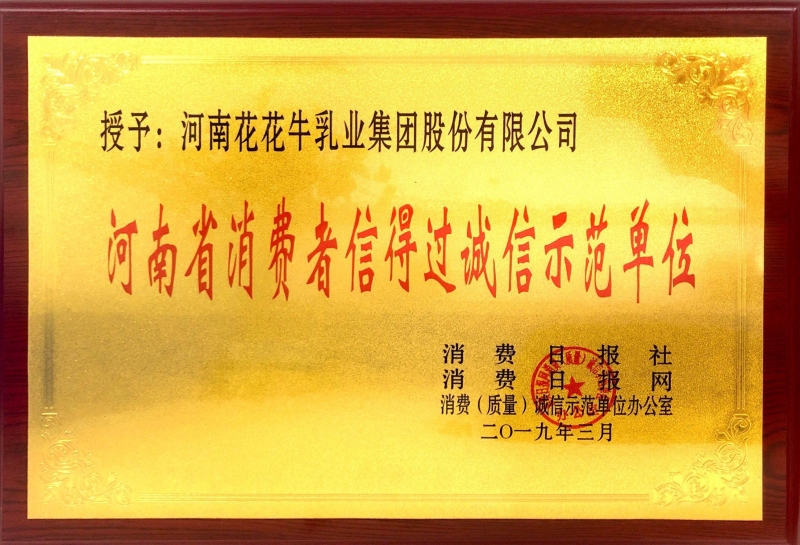 授予：河南花花牛乳业集团股份有限公司
河南省消费者信得过诚信示范单位
消费日报社
消费日报网
消费（质量）诚信示范单位办公室
二〇一九年三月